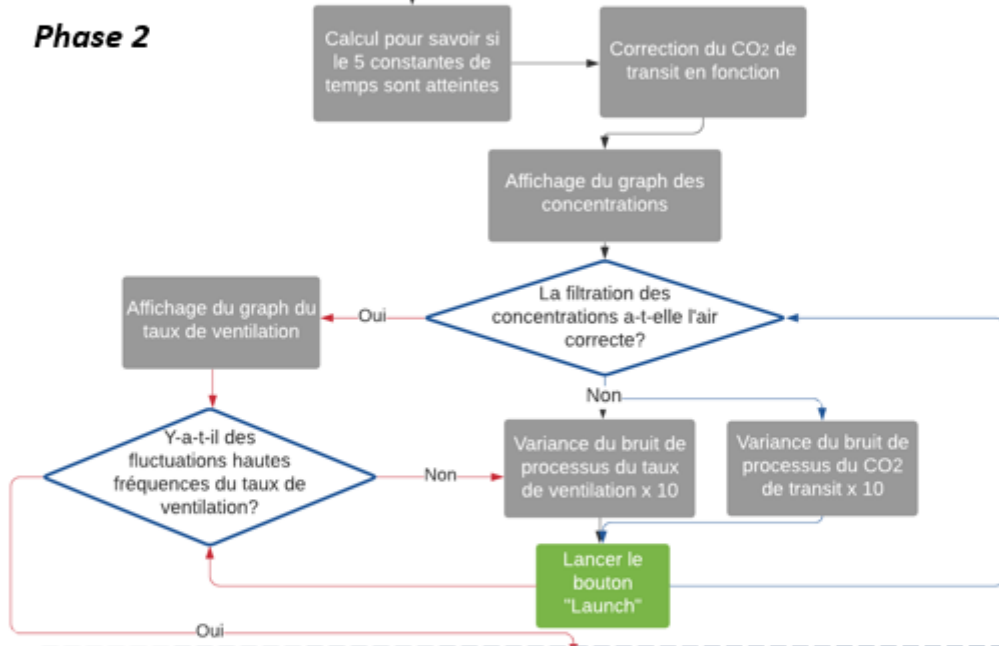 Phase 2
Calcul pour savoir si
le 5 constantes de
temps sont atteintes
Correction du CO2 de
transit en fonction
Affichage du graph des
concentrations
La filtration des
concentrations a-t-elle l'air
correcte?
Oui
Affichage du graph du
taux de ventilation
Non
Y-a-t-il des
fluctuations hautes
fréquences du taux de
ventilation?
Non
Variance du bruit de
processus du taux
de ventilation x 10
Variance du bruit de
processus du CO2
de transit x 10
Lancer le
bouton
"Launch"
Oui